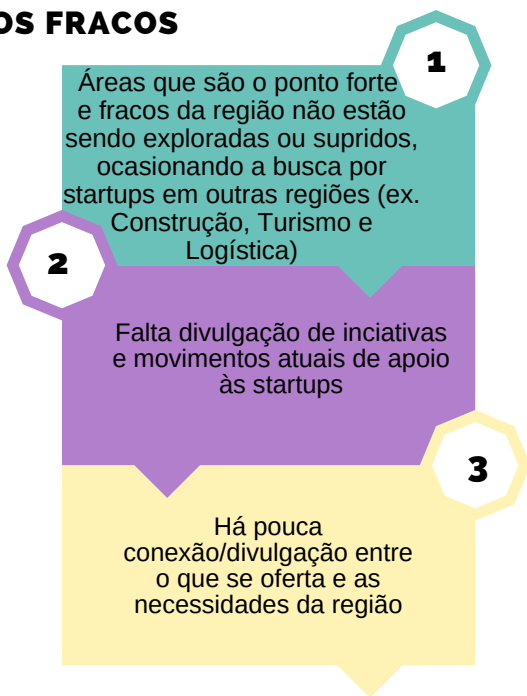 OS FRACOS
1
Áreas que são o ponto forte
e fracos da região não estão
sendo exploradas ou supridos,
ocasionando a busca por
startups em outras regiões (ex.
Construção, Turismo e
Logística)
2
Falta divulgação de inciativas
e movimentos atuais de apoio
às startups
3
Há pouca
conexão/divulgação entre
o que se oferta e as
necessidades da região